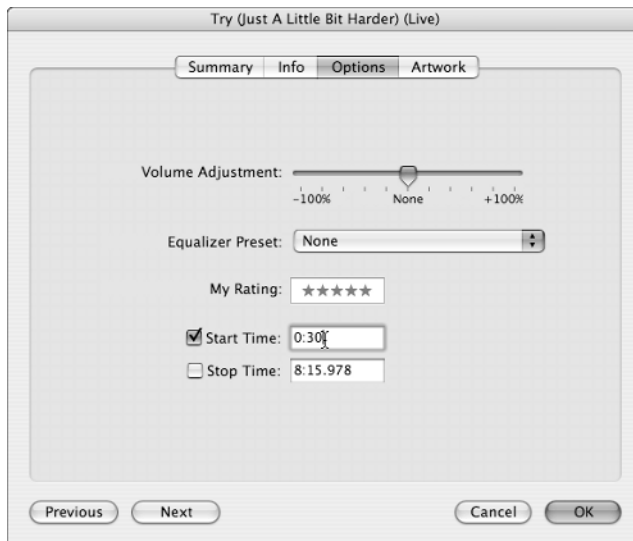 Try (Just A Little Bit Harder) (Live)
Summary Info Options Artwork
Volume Adjustment:
-100% None +100%
Equalizer Preset: None
My Rating: ★★★★★
Start Time: 0:30
Stop Time: 8:15.978
Previous Next Cancel OK